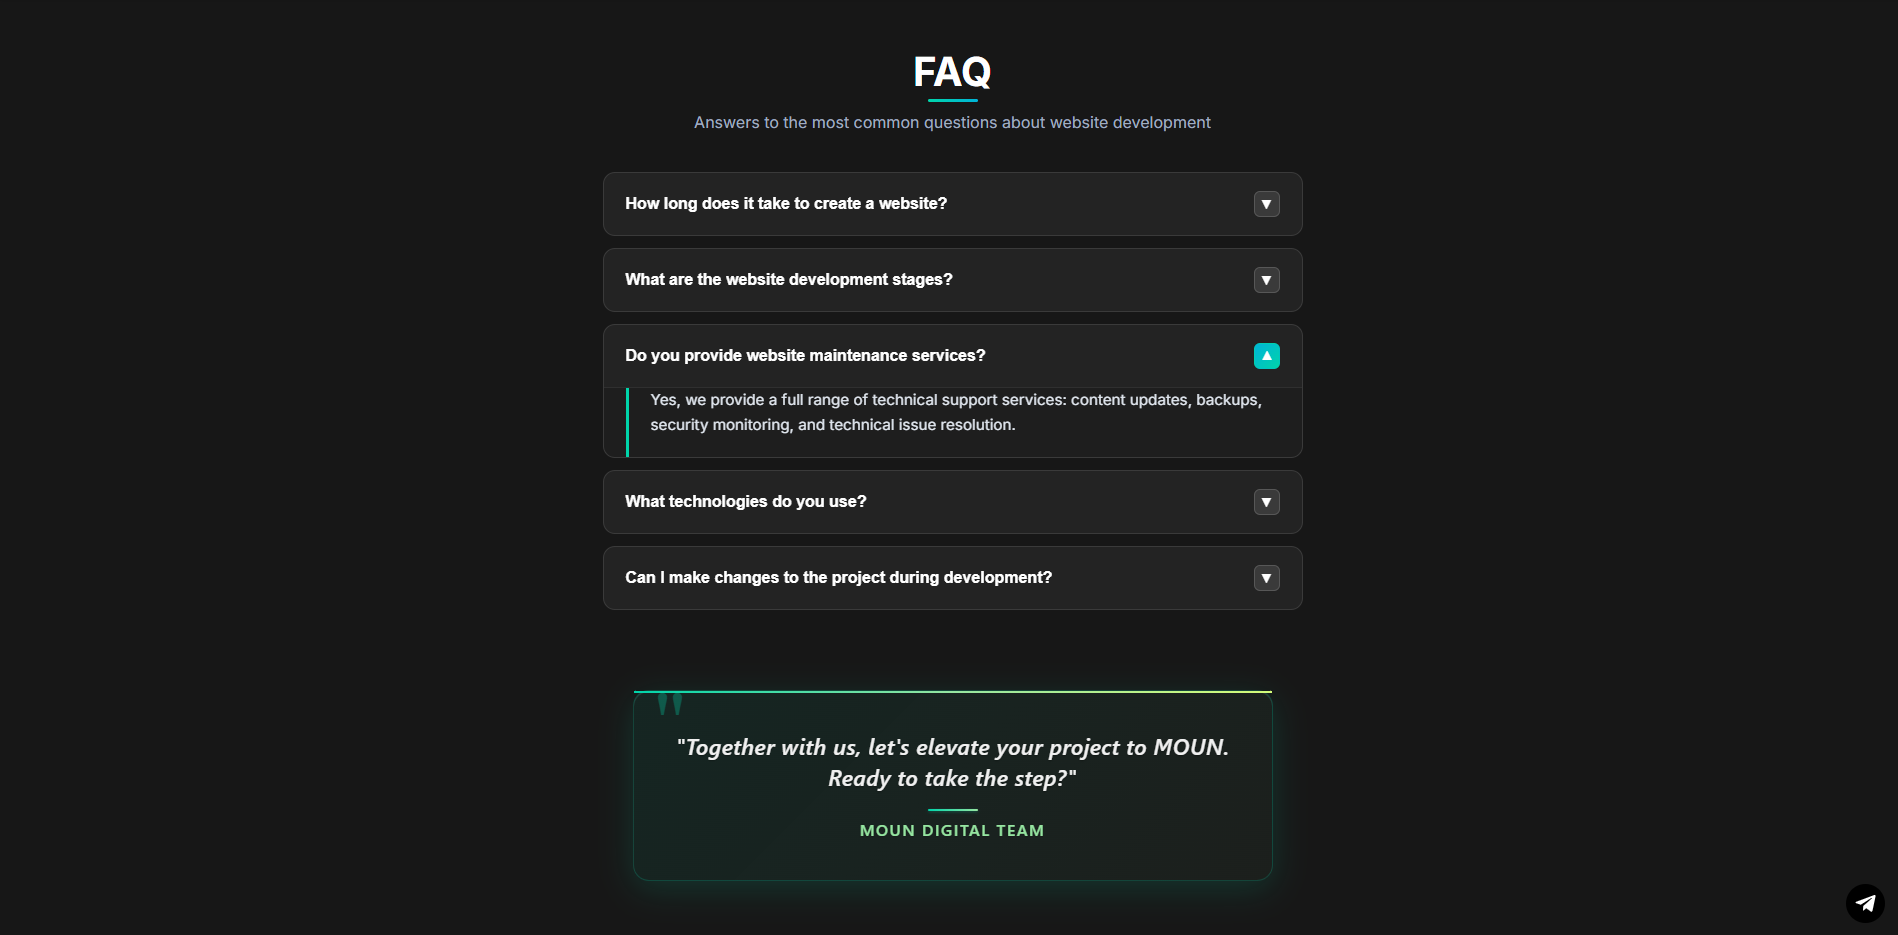 FAQ
Answers to the most common questions about website development
How long does it take to create a website?
What are the website development stages?
Do you provide website maintenance services?
Yes, we provide a full range of technical support services: content updates, backups,
security monitoring, and technical issue resolution.
What technologies do you use?
Can I make changes to the project during development?
"
"Together with us, let's elevate your project to MOUN.
Ready to take the step?"
MOUN DIGITAL TEAM